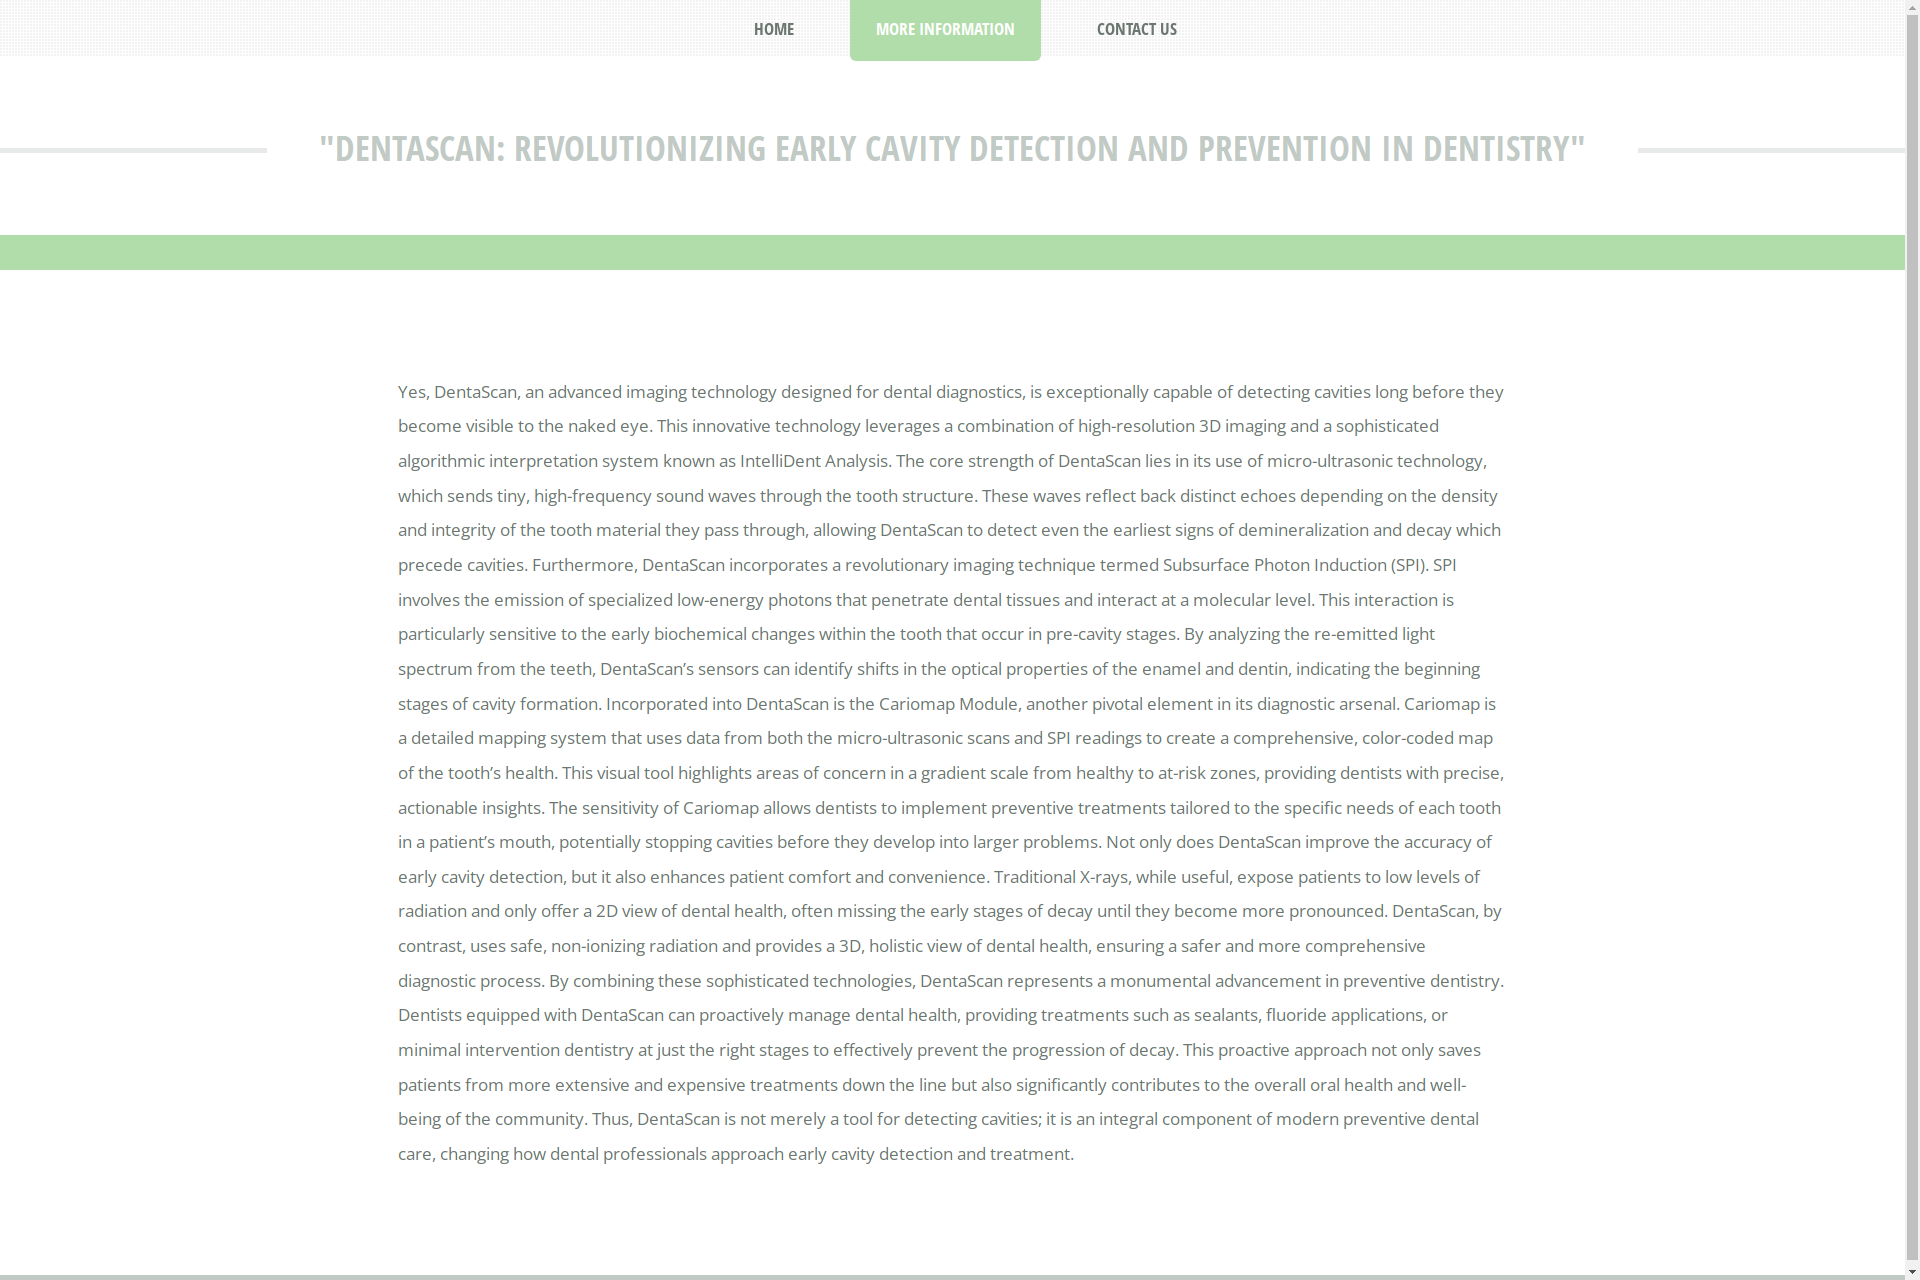 HOME
MORE INFORMATION
CONTACT US
"DENTASCAN: REVOLUTIONIZING EARLY CAVITY DETECTION AND PREVENTION IN DENTISTRY"
Yes, DentaScan, an advanced imaging technology designed for dental diagnostics, is exceptionally capable of detecting cavities long before they
become visible to the naked eye. This innovative technology leverages a combination of high-resolution 3D imaging and a sophisticated
algorithmic interpretation system known as IntelliDent Analysis. The core strength of DentaScan lies in its use of micro-ultrasonic technology,
which sends tiny, high-frequency sound waves through the tooth structure. These waves reflect back distinct echoes depending on the density
and integrity of the tooth material they pass through, allowing DentaScan to detect even the earliest signs of demineralization and decay which
precede cavities. Furthermore, DentaScan incorporates a revolutionary imaging technique termed Subsurface Photon Induction (SPI). SPI
involves the emission of specialized low-energy photons that penetrate dental tissues and interact at a molecular level. This interaction is
particularly sensitive to the early biochemical changes within the tooth that occur in pre-cavity stages. By analyzing the re-emitted light
spectrum from the teeth, DentaScan’s sensors can identify shifts in the optical properties of the enamel and dentin, indicating the beginning
stages of cavity formation. Incorporated into DentaScan is the Cariomap Module, another pivotal element in its diagnostic arsenal. Cariomap is
a detailed mapping system that uses data from both the micro-ultrasonic scans and SPI readings to create a comprehensive, color-coded map
of the tooth’s health. This visual tool highlights areas of concern in a gradient scale from healthy to at-risk zones, providing dentists with precise,
actionable insights. The sensitivity of Cariomap allows dentists to implement preventive treatments tailored to the specific needs of each tooth
in a patient’s mouth, potentially stopping cavities before they develop into larger problems. Not only does DentaScan improve the accuracy of
early cavity detection, but it also enhances patient comfort and convenience. Traditional X-rays, while useful, expose patients to low levels of
radiation and only offer a 2D view of dental health, often missing the early stages of decay until they become more pronounced. DentaScan, by
contrast, uses safe, non-ionizing radiation and provides a 3D, holistic view of dental health, ensuring a safer and more comprehensive
diagnostic process. By combining these sophisticated technologies, DentaScan represents a monumental advancement in preventive dentistry.
Dentists equipped with DentaScan can proactively manage dental health, providing treatments such as sealants, fluoride applications, or
minimal intervention dentistry at just the right stages to effectively prevent the progression of decay. This proactive approach not only saves
patients from more extensive and expensive treatments down the line but also significantly contributes to the overall oral health and well-
being of the community. Thus, DentaScan is not merely a tool for detecting cavities; it is an integral component of modern preventive dental
care, changing how dental professionals approach early cavity detection and treatment.